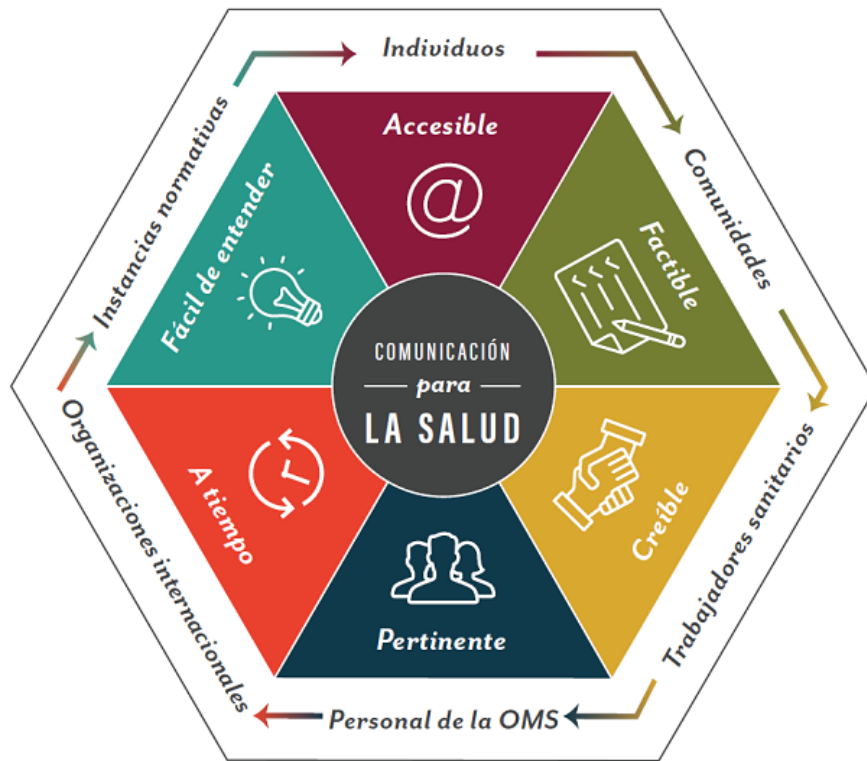 Individuos
Comunidades
Trabajadores sanitarios
Personal de la OMS
Organizaciones internacionales
Instancias normativas
Accesible
@
Factible
Creíble
Pertinente
A tiempo
Fácil de entender
COMUNICACIÓN
para
LA SALUD